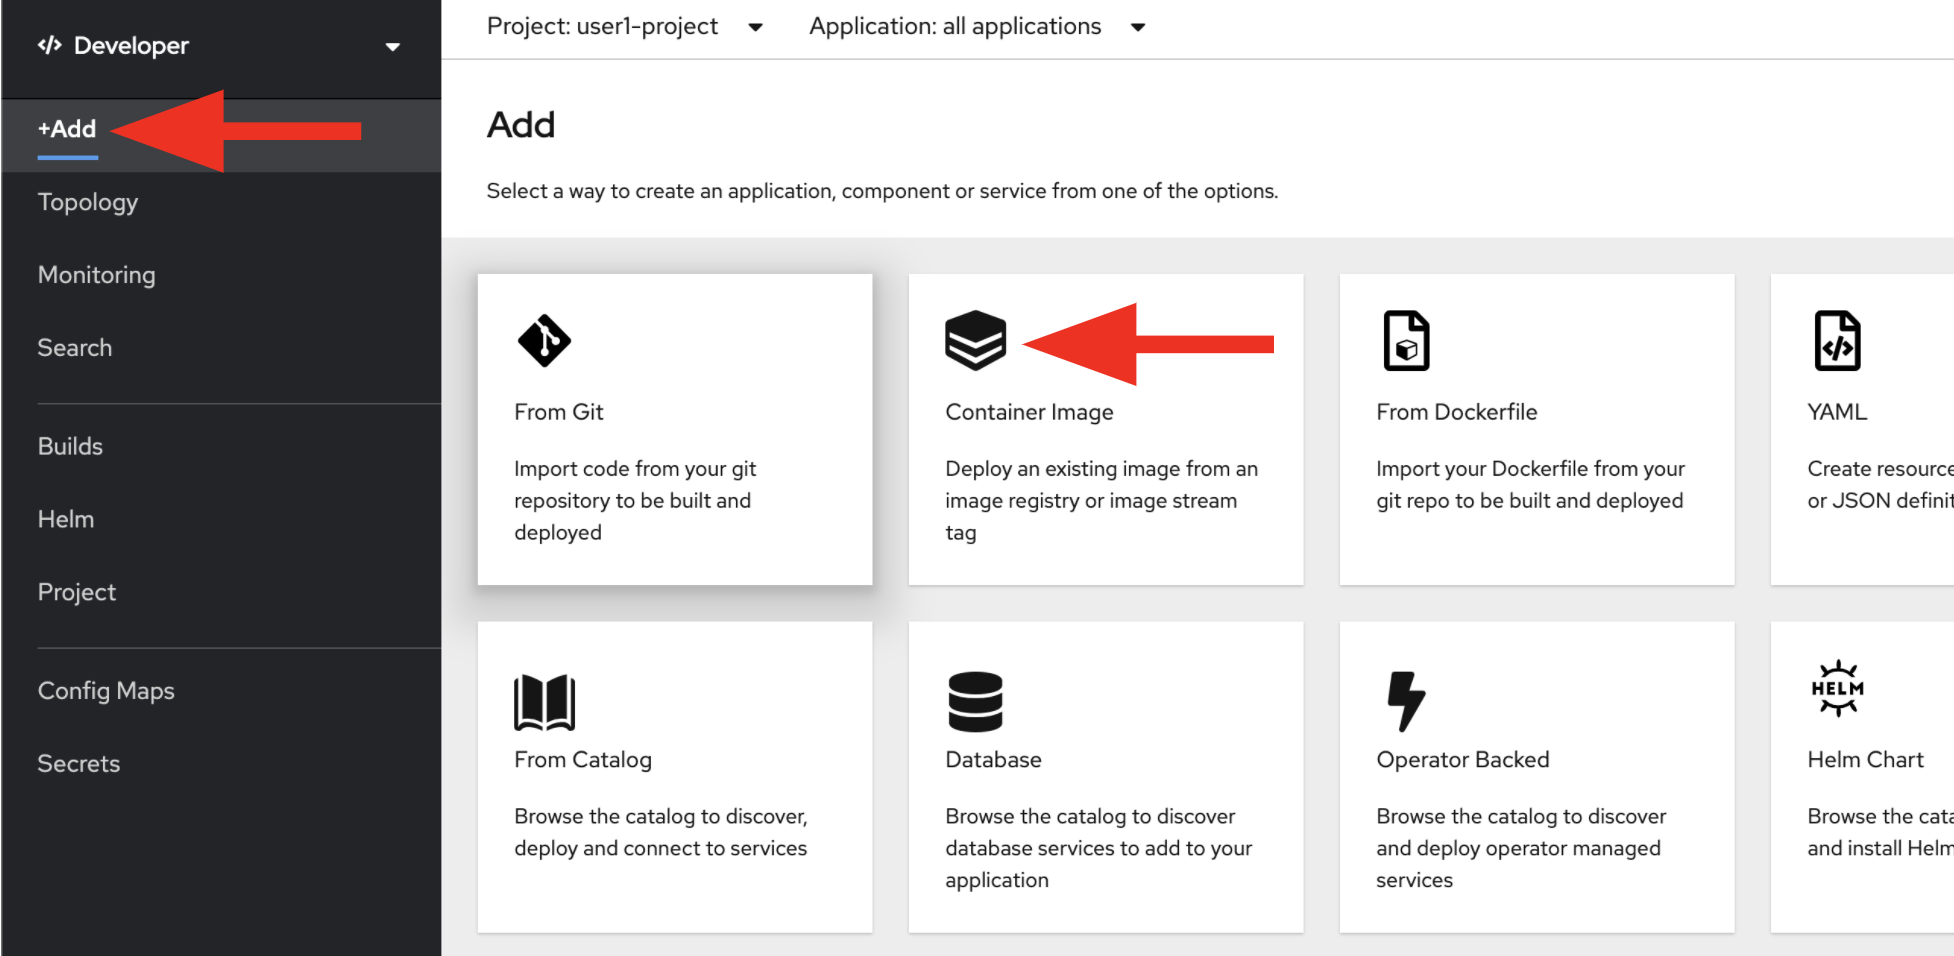 Developer
+Add
Topology
Monitoring
Search
Builds
Helm
Project
Config Maps
Secrets
Project: user1-project
Application: all applications
Add
Select a way to create an application, component or service from one of the options.
From Git
Import code from your git
repository to be built and
deployed
Container Image
Deploy an existing image from an
image registry or image stream
tag
From Dockerfile
Import your Dockerfile from your
git repo to be built and deployed
YAML
Create resource
or JSON definit
From Catalog
Browse the catalog to discover,
deploy and connect to services
Database
Browse the catalog to discover
database services to add to your
application
Operator Backed
Browse the catalog to discover
and deploy operator managed
services
HELM
Helm Chart
Browse the cata
and install Helm